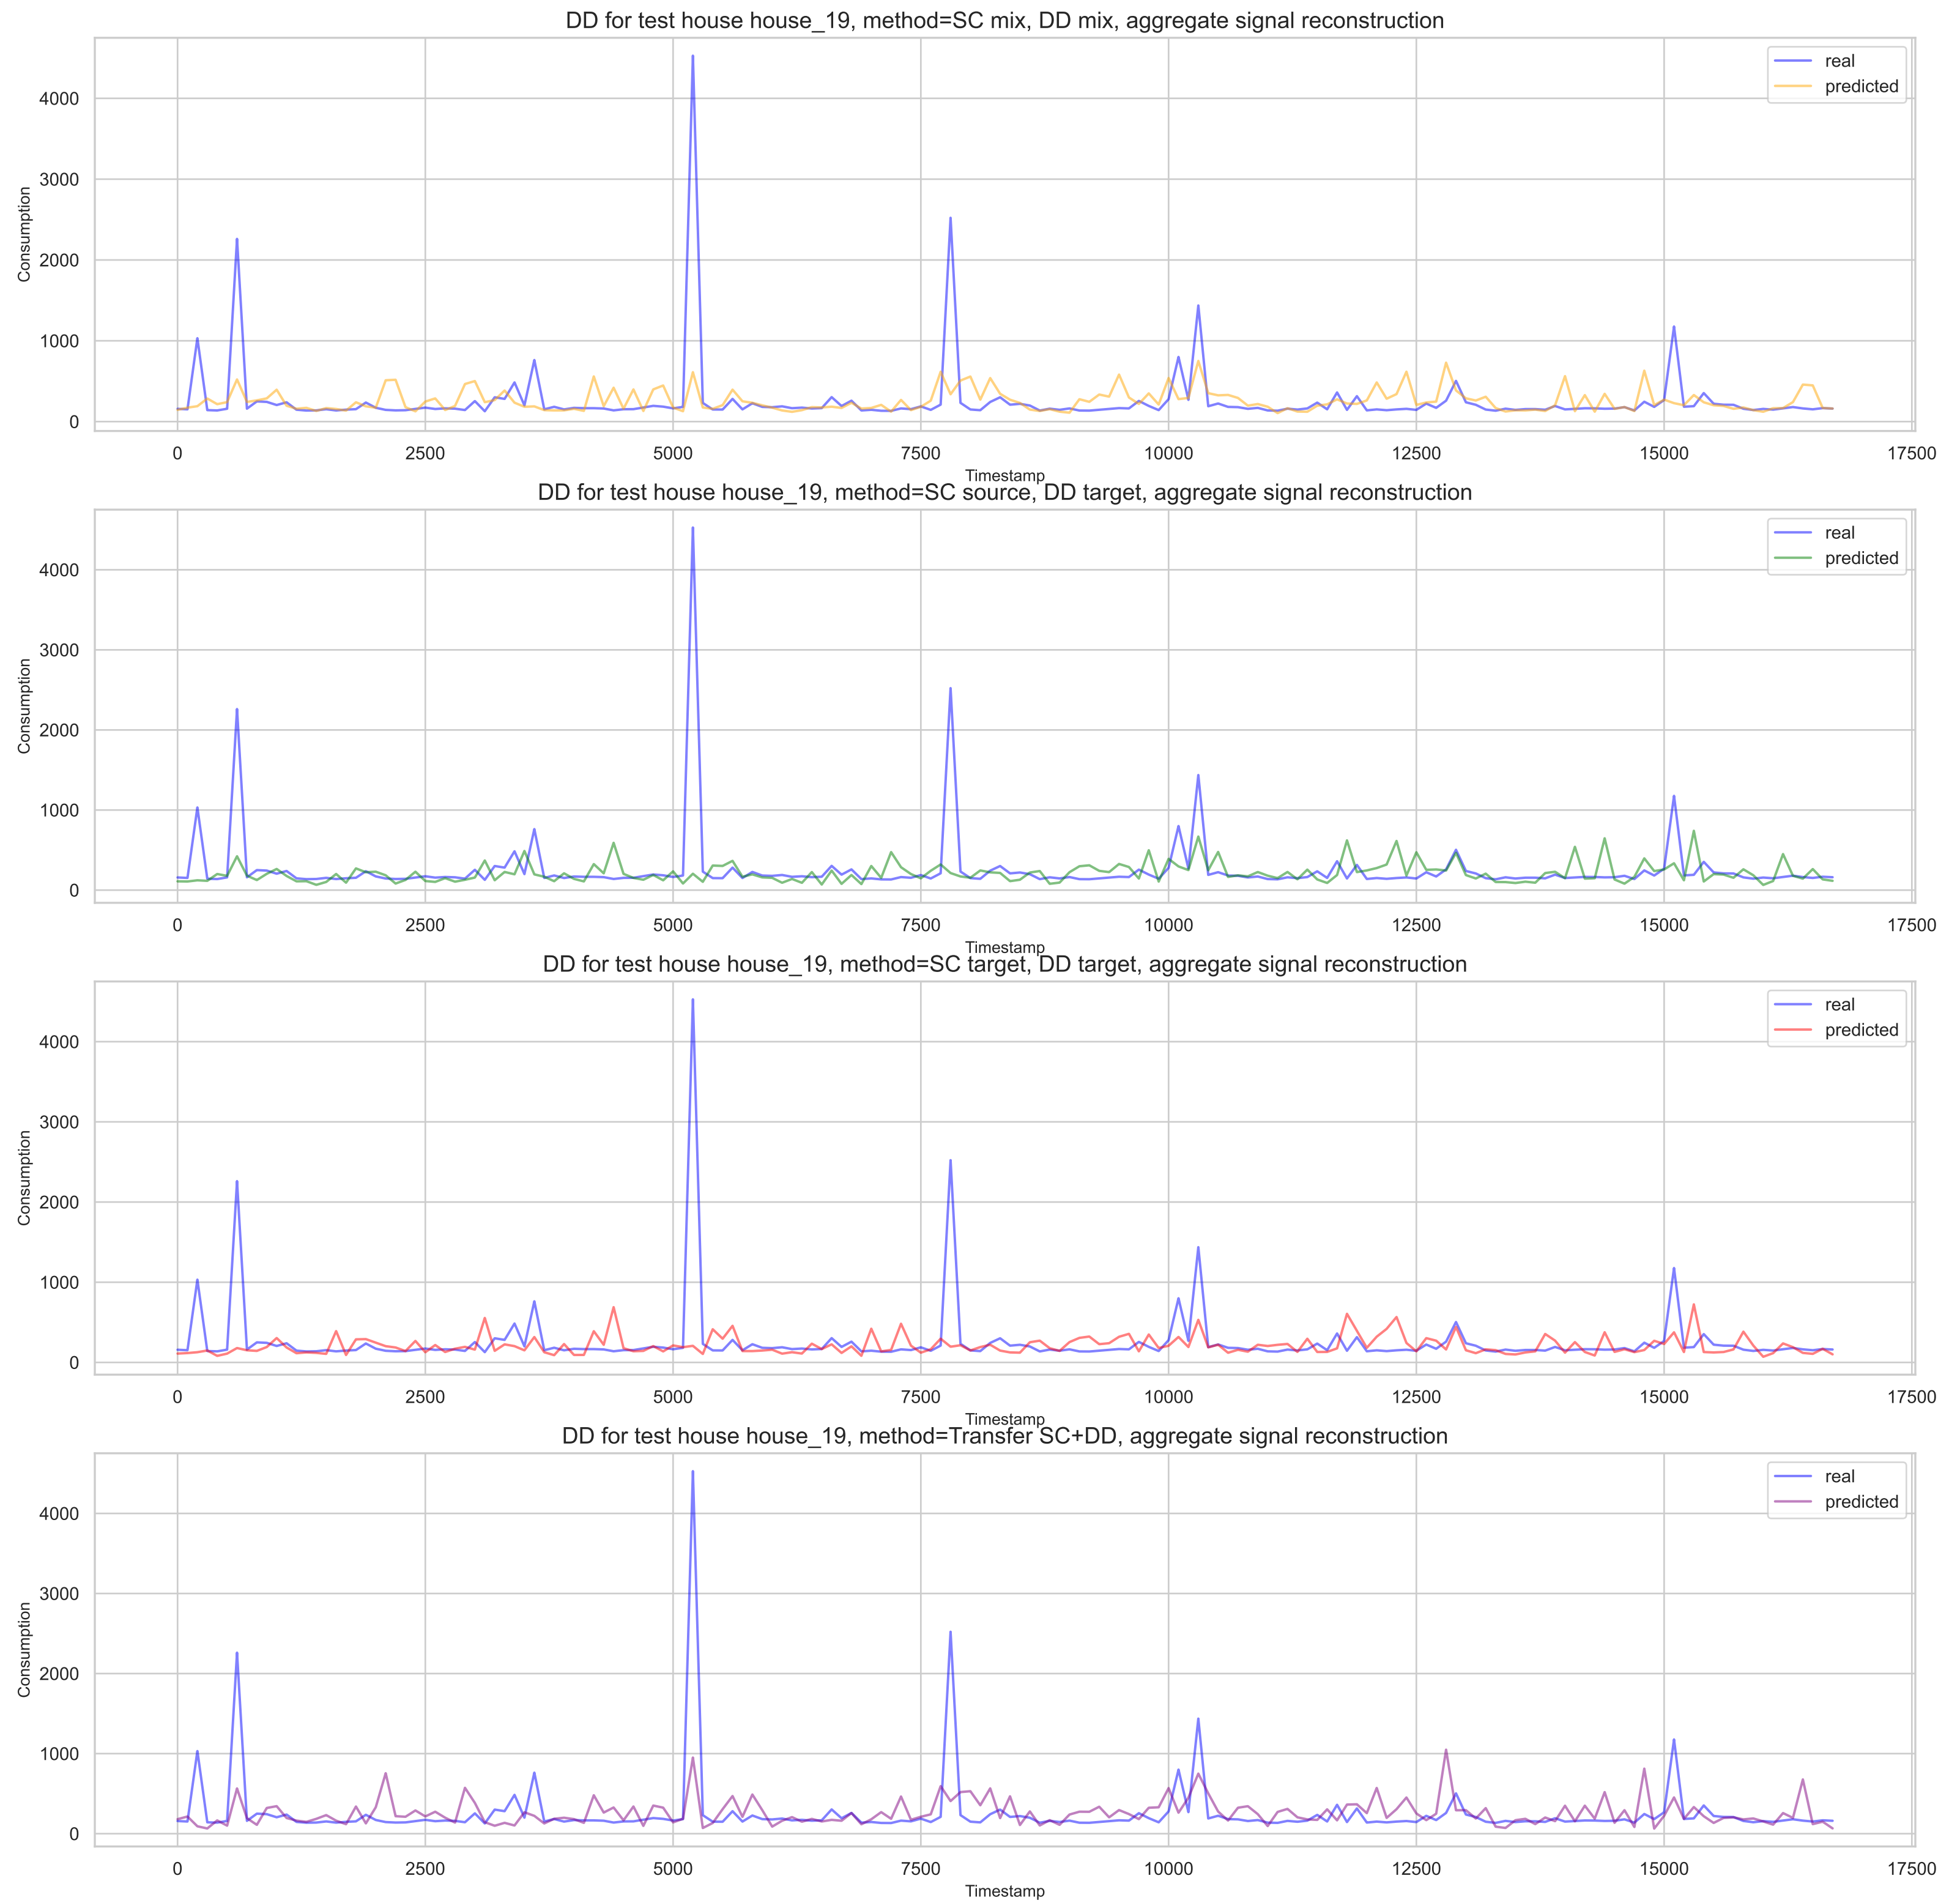 DD for test house house_19, method=SC mix, DD mix, aggregate signal reconstruction
real
predicted
4000
3000
2000
1000
0
Consumption
0 2500 5000 7500 10000 12500 15000 17500
Timestamp
DD for test house house_19, method=SC source, DD target, aggregate signal reconstruction
real
predicted
4000
3000
2000
1000
0
Consumption
0 2500 5000 7500 10000 12500 15000 17500
Timestamp
DD for test house house_19, method=SC target, DD target, aggregate signal reconstruction
real
predicted
4000
3000
2000
1000
0
Consumption
0 2500 5000 7500 10000 12500 15000 17500
Timestamp
DD for test house house_19, method=Transfer SC+DD, aggregate signal reconstruction
real
predicted
4000
3000
2000
1000
0
Consumption
0 2500 5000 7500 10000 12500 15000 17500
Timestamp